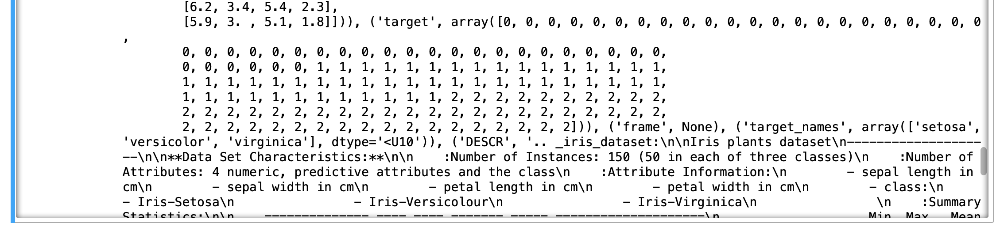 [6.2, 3.4, 5.4, 2.3],
[5.9, 3. , 5.1, 1.8]])), ('target', array([0, 0, 0, 0, 0, 0, 0, 0, 0, 0, 0, 0, 0, 0, 0, 0, 0, 0, 0, 0, 0, 0
,
0, 0, 0, 0, 0, 0, 0, 0, 0, 0, 0, 0, 0, 0, 0, 0, 0, 0, 0, 0, 0, 0,
0, 0, 0, 0, 0, 0, 1, 1, 1, 1, 1, 1, 1, 1, 1, 1, 1, 1, 1, 1, 1, 1,
1, 1, 1, 1, 1, 1, 1, 1, 1, 1, 1, 1, 1, 1, 1, 1, 1, 1, 1, 1, 1, 1,
1, 1, 1, 1, 1, 1, 1, 1, 1, 1, 1, 1, 2, 2, 2, 2, 2, 2, 2, 2, 2, 2,
2, 2, 2, 2, 2, 2, 2, 2, 2, 2, 2, 2, 2, 2, 2, 2, 2, 2, 2, 2, 2, 2,
2, 2, 2, 2, 2, 2, 2, 2, 2, 2, 2, 2, 2, 2, 2, 2, 2, 2])), ('frame', None), ('target_names', array(['setosa',
'versicolor', 'virginica'], dtype='<U10')), ('DESCR', '.. _iris_dataset:\n\nIris plants dataset\n------------------
--\n\n**Data Set Characteristics:**\n\n    :Number of Instances: 150 (50 in each of three classes)\n    :Number of
Attributes: 4 numeric, predictive attributes and the class\n    :Attribute Information:\n        - sepal length in
cm\n        - sepal width in cm\n        - petal length in cm\n        - petal width in cm\n        - class:\n
- Iris-Setosa\n                - Iris-Versicolour\n                - Iris-Virginica\n                \n    :Summary
Statistics:\n\n    ============== ==== ==== ======= ===== ====================\n                    Min  Max   Mean